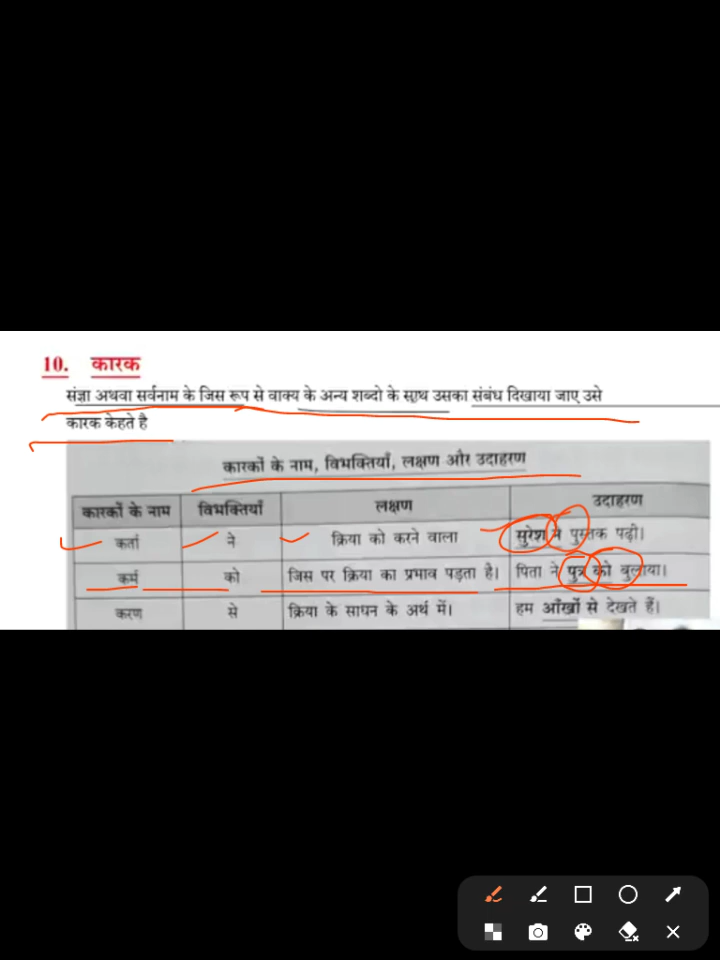 10. कारक
संज्ञा अथवा सर्वनाम के जिस रूप से वाक्य के अन्य शब्दो के साथ उसका संबंध दिखाया जाए उसे
कारक केहते है
कारकों के नाम, विभक्तियाँ, लक्षण और उदाहरण
कारकों के नाम विभक्तियाँ लक्षण उदाहरण
कर्ता ने क्रिया को करने वाला सुरेश ने पुस्तक पढ़ी।
कर्म को जिस पर क्रिया का प्रभाव पड़ता है। पिता ने पुत्र को बुलाया।
करण से क्रिया के साधन के अर्थ में। हम आँखों से देखते हैं।